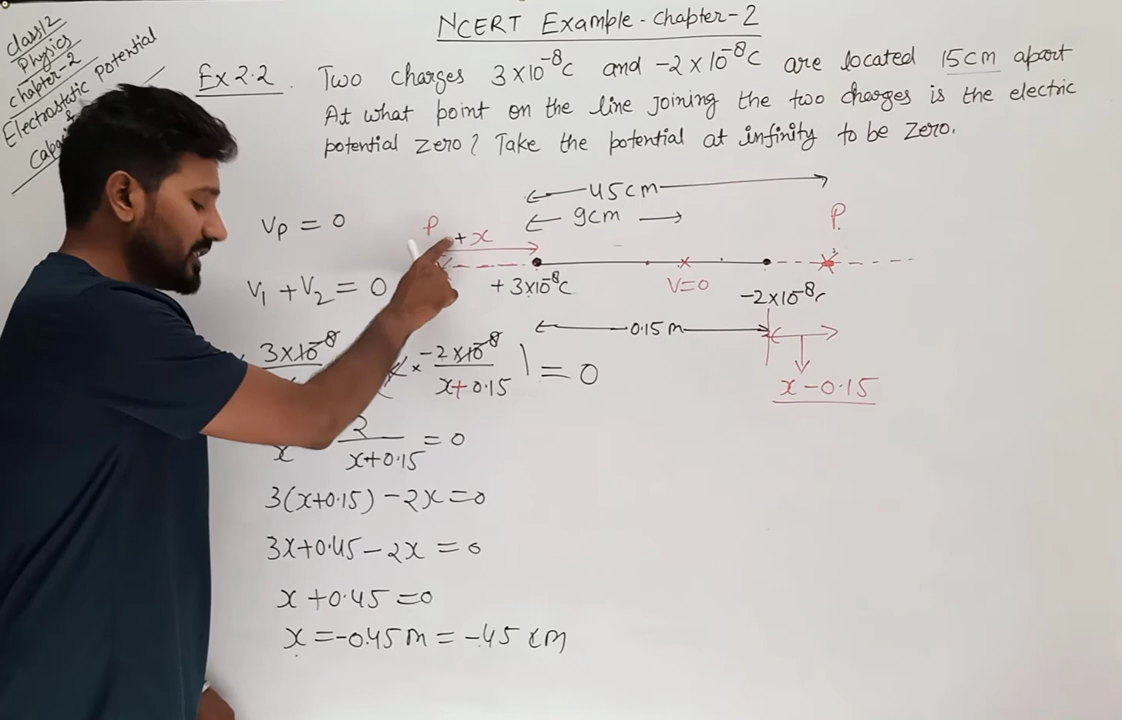 NCERT Example - Chapter-2
class 12
Physics
chapter-2
Electrostatic potential
&
Ex 2.2. Two charges 3×10⁻⁸C and -2×10⁻⁸C are located 15cm apart
At what point on the line joining the two charges is the electric
potential zero? Take the potential at infinity to be zero.
45cm
9cm
P
+x
P.
V=0
+3×10⁻⁸C
-2×10⁻⁸C
0.15m
x-0.15
Vp = 0
V₁ + V₂ = 0
3×10⁻⁸ × -2×10⁻⁸ = 0
x+0.15
2 = 0
x x+0.15
3(x+0.15) -2x=0
3x+0.45-2x = 0
x +0.45 =0
x =-0.45m = -45 cm